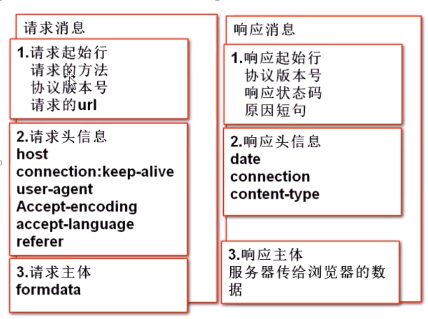 请求消息
1.请求起始行
请求的方法
协议版本号
请求的url
2.请求头信息
host
connection:keep-alive
user-agent
Accept-encoding
accept-language
referer
3.请求主体
formdata
响应消息
1.响应起始行
协议版本号
响应状态码
原因短句
2.响应头信息
date
connection
content-type
3.响应主体
服务器传给浏览器的数
据